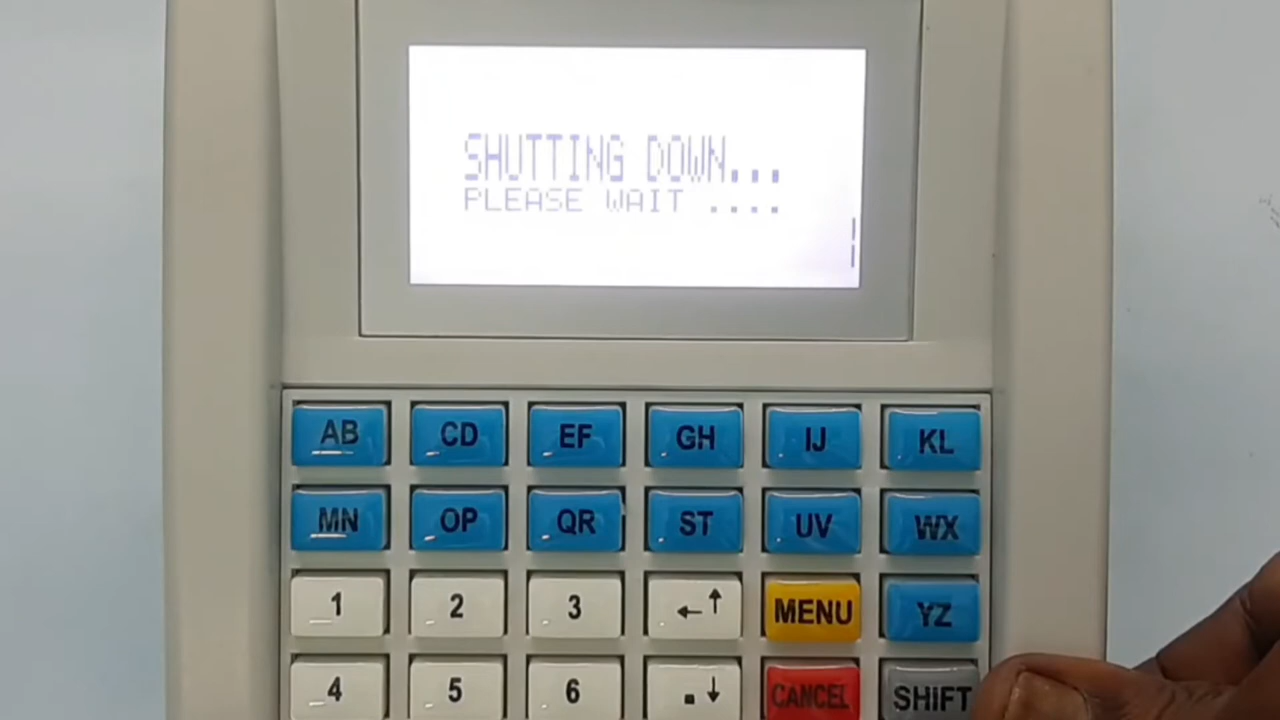 SHUTTING DOWN...
PLEASE WAIT ....
AB CD EF GH IJ KL
MN OP QR ST UV WX
1 2 3 ←↑ MENU YZ
4 5 6 .↓ CANCEL SHIFT